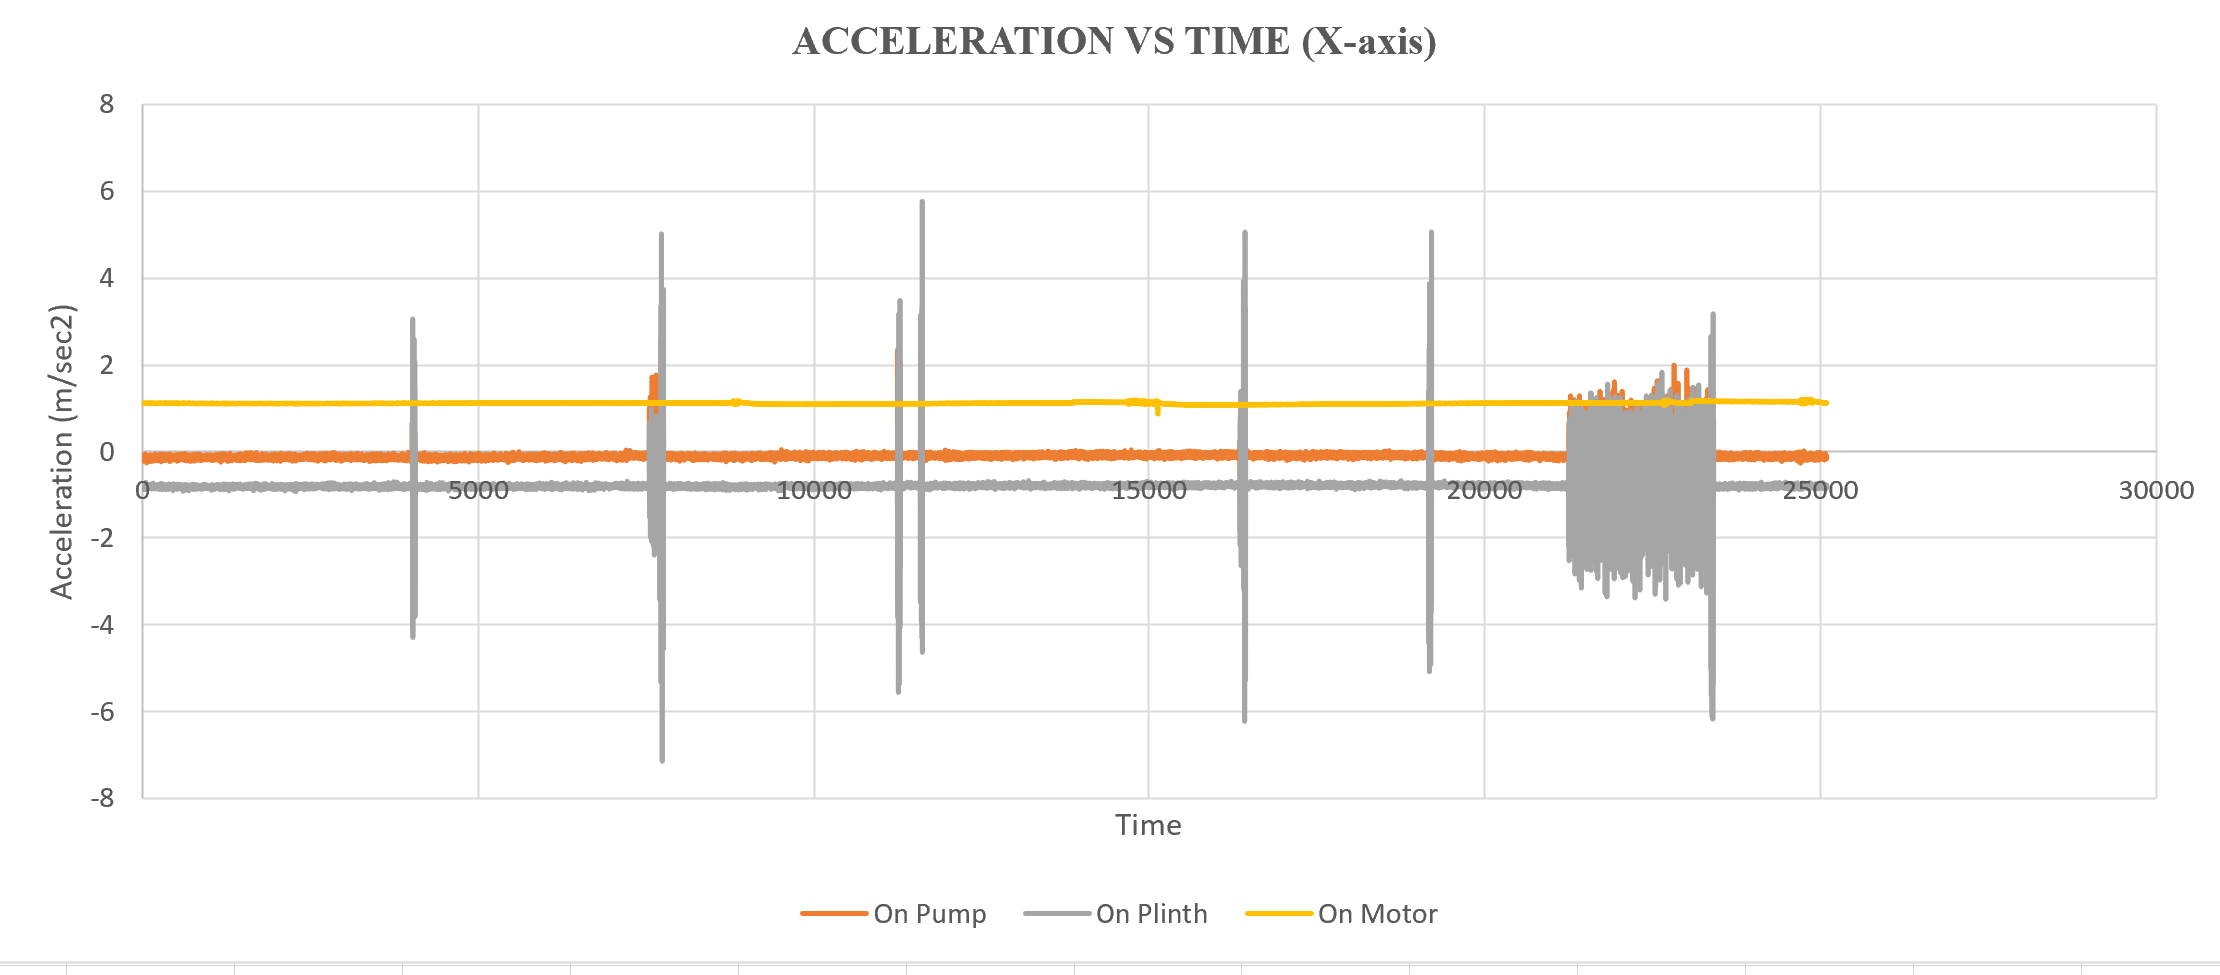 ACCELERATION VS TIME (X-axis)
8
6
4
2
0
-2
-4
-6
-8
Acceleration (m/sec2)
0 5000 10000 15000 20000 25000 30000
Time
On Pump On Plinth On Motor